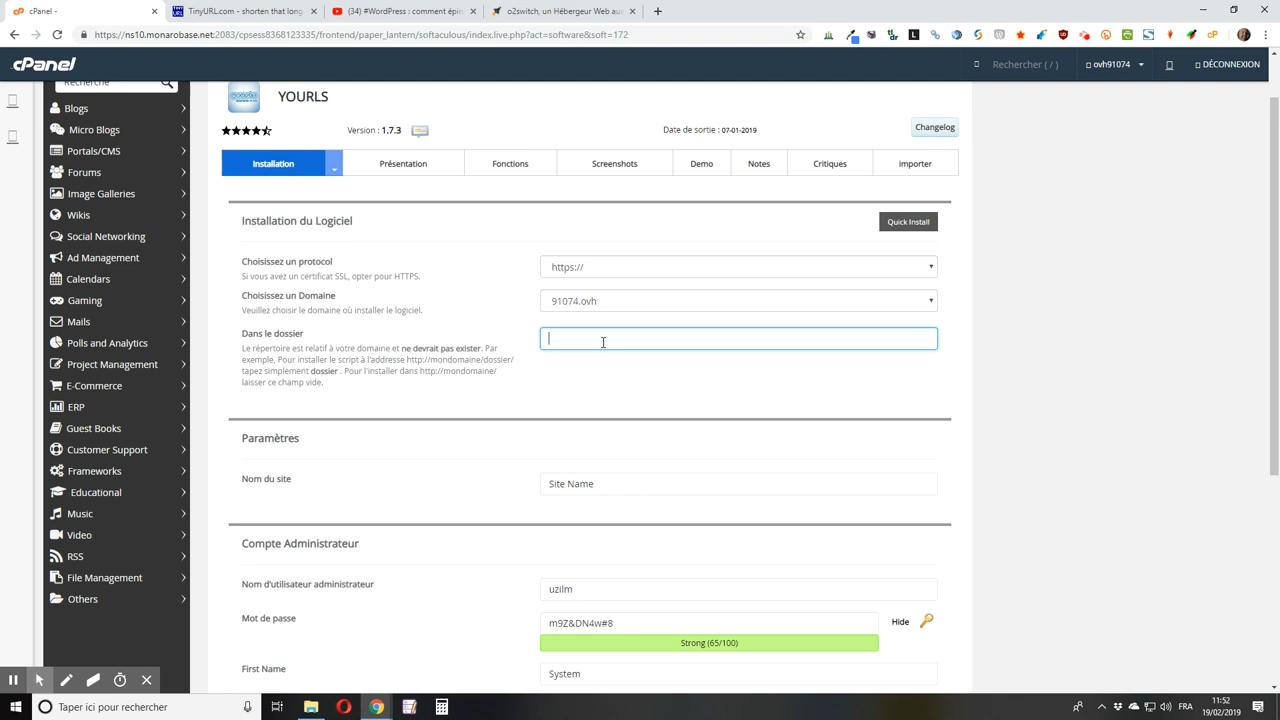 cPanel -
TinyURL.com - shorten that long
(34) #WordPress : comment épin
o2switch, un Hébergeur Web au
https://ns10.monarobase.net:2083/cpsess8368123335/frontend/paper_lantern/softaculous/index.live.php?act=software&soft=172
cPanel
Rechercher ( / )
ovh91074
DÉCONNEXION
Recherche
Blogs
Micro Blogs
Portals/CMS
Forums
Image Galleries
Wikis
Social Networking
Ad Management
Calendars
Gaming
Mails
Polls and Analytics
Project Management
E-Commerce
ERP
Guest Books
Customer Support
Frameworks
Educational
Music
Video
RSS
File Management
Others
YOURLS
Version : 1.7.3
Date de sortie : 07-01-2019
Changelog
Installation
Présentation
Fonctions
Screenshots
Demo
Notes
Critiques
importer
Installation du Logiciel
Quick Install
Choisissez un protocol
Si vous avez un certificat SSL, opter pour HTTPS.
https://
Choisissez un Domaine
Veuillez choisir le domaine où installer le logiciel.
91074.ovh
Dans le dossier
Le répertoire est relatif à votre domaine et ne devrait pas exister. Par
exemple, Pour installer le script à l'addresse http://mondomaine/dossier/
tapez simplement dossier . Pour l'installer dans http://mondomaine/
laisser ce champ vide.
Paramètres
Nom du site
Site Name
Compte Administrateur
Nom d'utilisateur administrateur
uzilm
Mot de passe
m9Z&DN4w#8
Hide
Strong (65/100)
First Name
System
Taper ici pour rechercher
FRA
11:52
19/02/2019